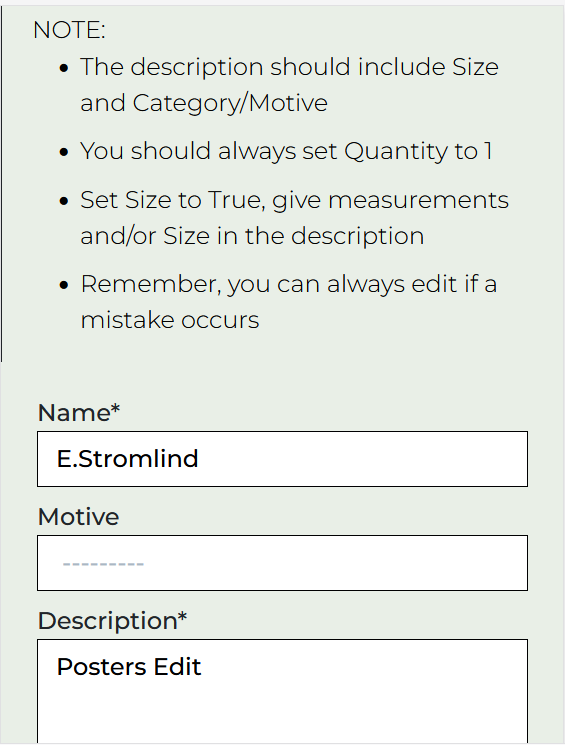 NOTE:
• The description should include Size
and Category/Motive
• You should always set Quantity to 1
• Set Size to True, give measurements
and/or Size in the description
• Remember, you can always edit if a
mistake occurs
Name*
E.Stromlind
Motive
---------
Description*
Posters Edit